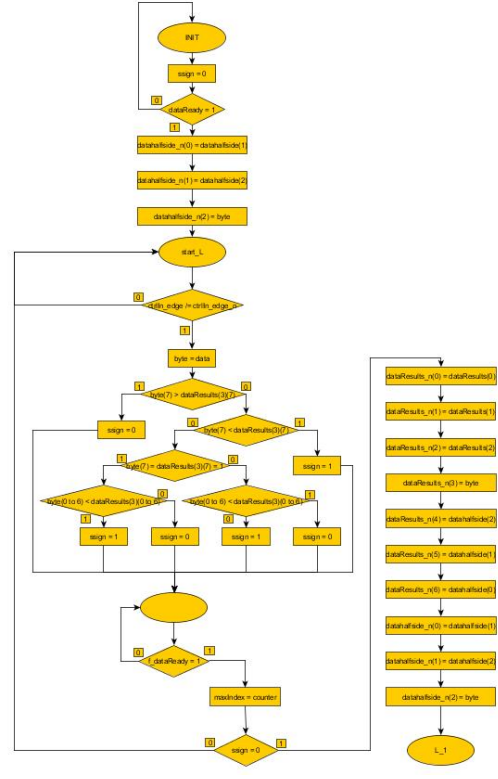 INIT
ssign = 0
0
dataReady = 1
1
datahalfside_n(0) = datahalfside(1)
datahalfside_n(1) = datahalfside(2)
datahalfside_n(2) = byte
start_L
0
ctrlIn_edge /= ctrlIn_edge_n
1
byte = data
1
byte(7) > dataResults(3)(7)
0
ssign = 0
byte(7) < dataResults(3)(7)
1
0
1
byte(7) = dataResults(3)(7) = 1
0
ssign = 1
byte(0 to 6) < dataResults(3)(0 to 6)
0
byte(0 to 6) < dataResults(3)(0 to 6)
0
1
1
ssign = 1
ssign = 0
ssign = 1
ssign = 0
0
f_dataReady = 1
1
maxIndex = counter
0
ssign = 0
1
dataResults_n(0) = dataResults(0)
dataResults_n(1) = dataResults(1)
dataResults_n(2) = dataResults(2)
dataResults_n(3) = byte
dataResults_n(4) = datahalfside(2)
dataResults_n(5) = datahalfside(1)
dataResults_n(6) = datahalfside(0)
datahalfside_n(0) = datahalfside(1)
datahalfside_n(1) = datahalfside(2)
datahalfside_n(2) = byte
L_1